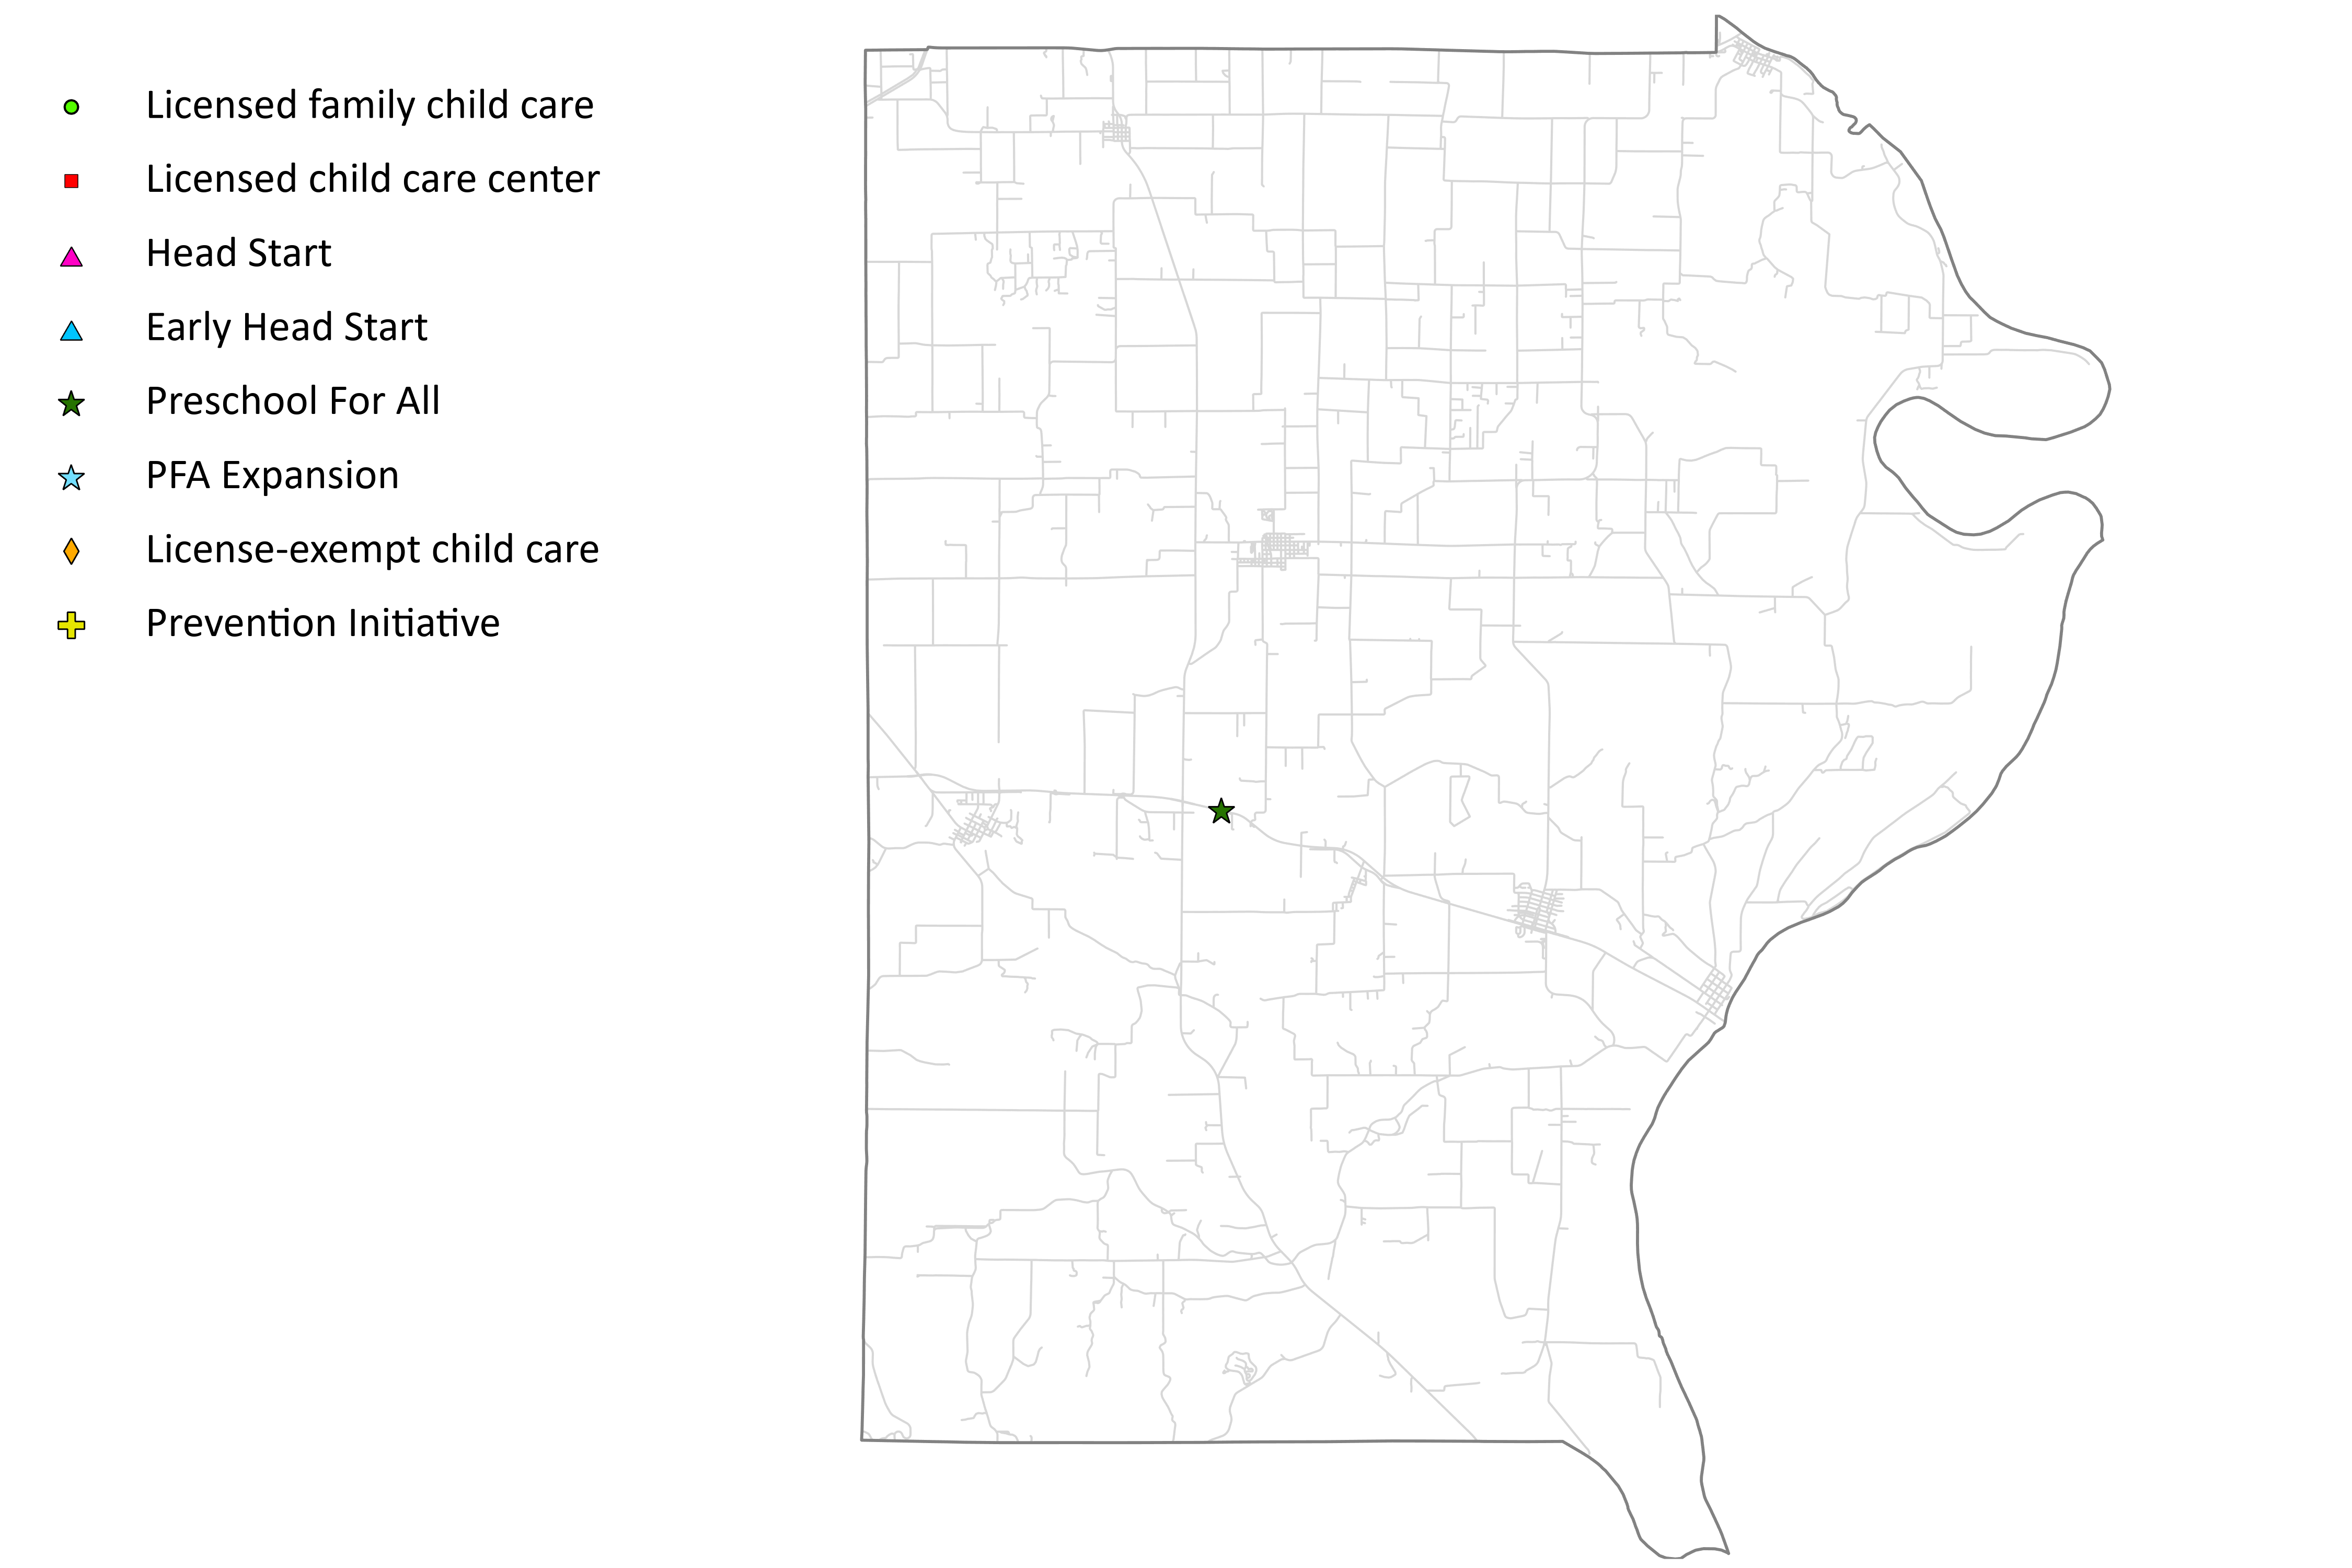 Licensed family child care
Licensed child care center
Head Start
Early Head Start
Preschool For All
PFA Expansion
License-exempt child care
Prevention Initiative